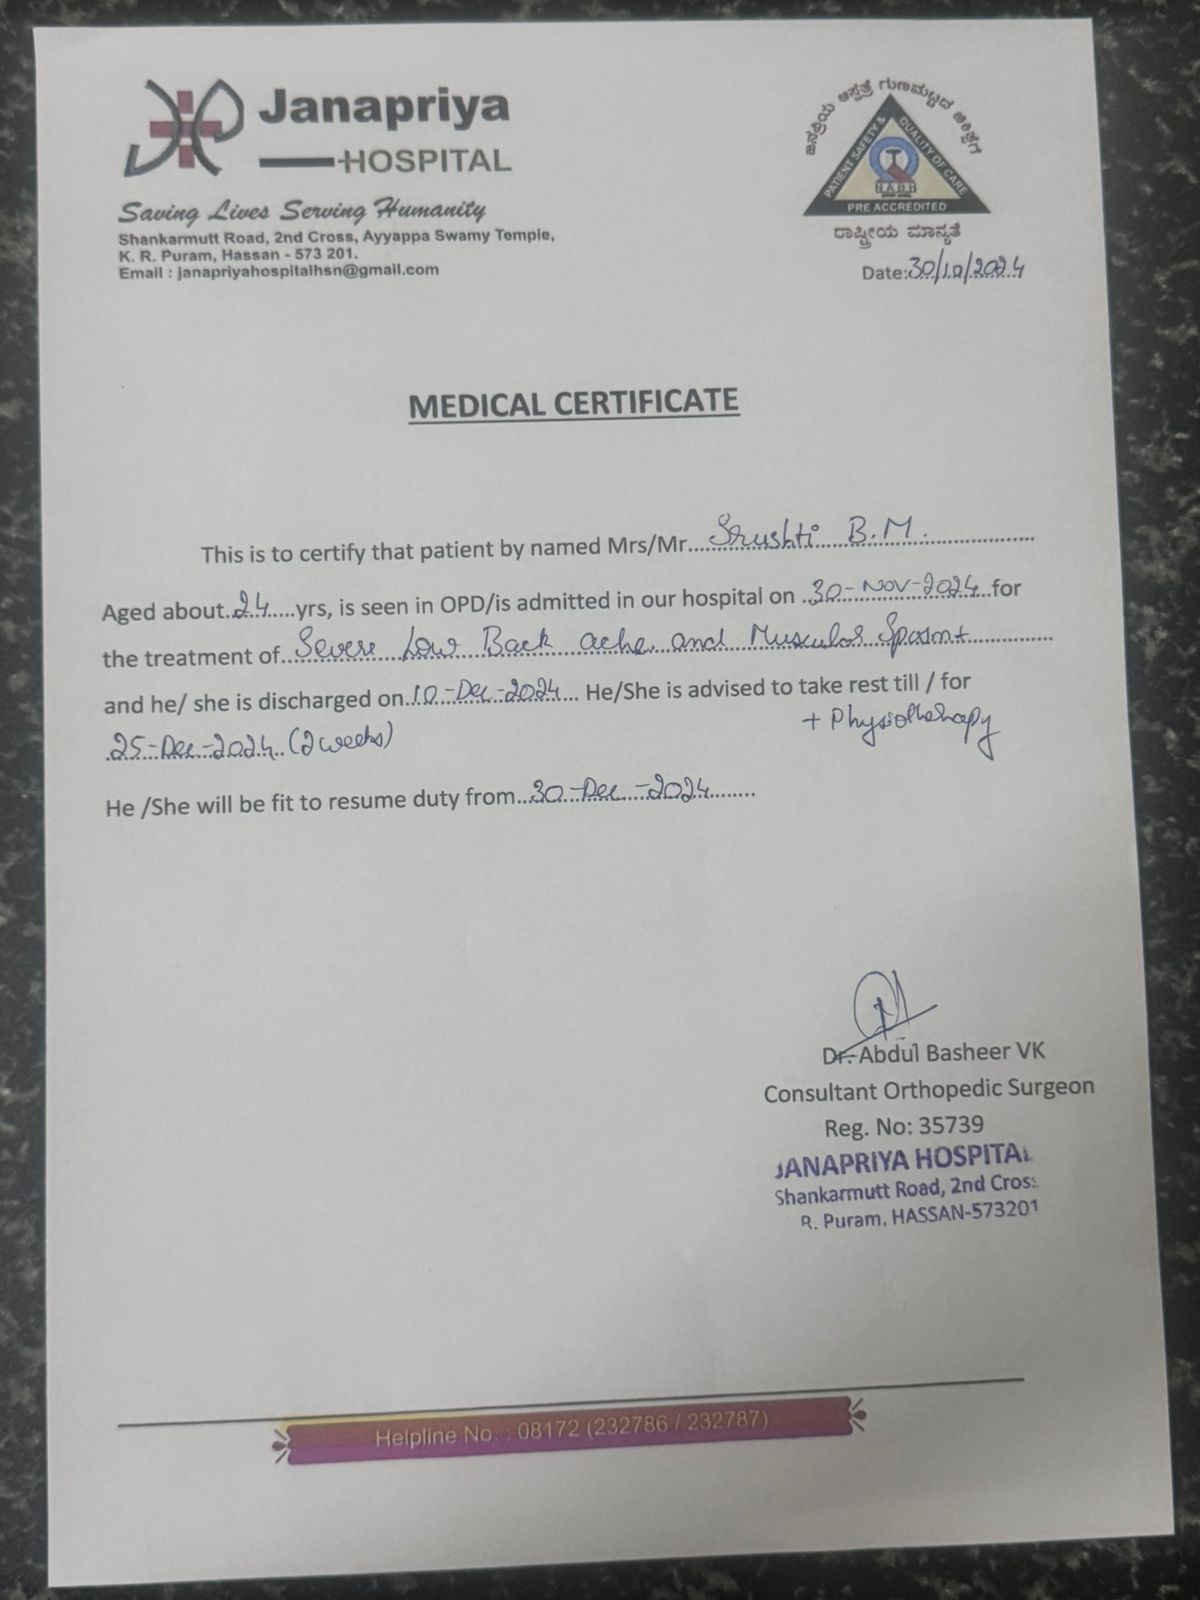 Janapriya
HOSPITAL
Saving Lives Serving Humanity
Shankarmutt Road, 2nd Cross, Ayyappa Swamy Temple,
K. R. Puram, Hassan - 573 201.
Email : janapriyahospitalhsn@gmail.com
ಜನಪ್ರಿಯ ಆಸ್ಪತ್ರೆ ಗುಣಮಟ್ಟದ ಚಿಕಿತ್ಸೆಗೆ
PATIENT SAFETY & QUALITY OF CARE
NABH
PRE ACCREDITED
ರಾಷ್ಟ್ರೀಯ ಮಾನ್ಯತೆ
Date:30/10/2024
MEDICAL CERTIFICATE
This is to certify that patient by named Mrs/Mr....Srushti B.M.................
Aged about..24....yrs, is seen in OPD/is admitted in our hospital on ..30-Nov-2024..for
the treatment of..Severe Low Back ache and Muscular Spasm+...............
and he/ she is discharged on..10-Dec-2024... He/She is advised to take rest till / for
+ Physiotherapy
25-Dec-2024..(2 weeks)
He /She will be fit to resume duty from...30-Dec-2024........
Dr. Abdul Basheer VK
Consultant Orthopedic Surgeon
Reg. No: 35739
JANAPRIYA HOSPITAL
Shankarmutt Road, 2nd Cross
R. Puram. HASSAN-573201
Helpline No. : 08172 (232786 / 232787)